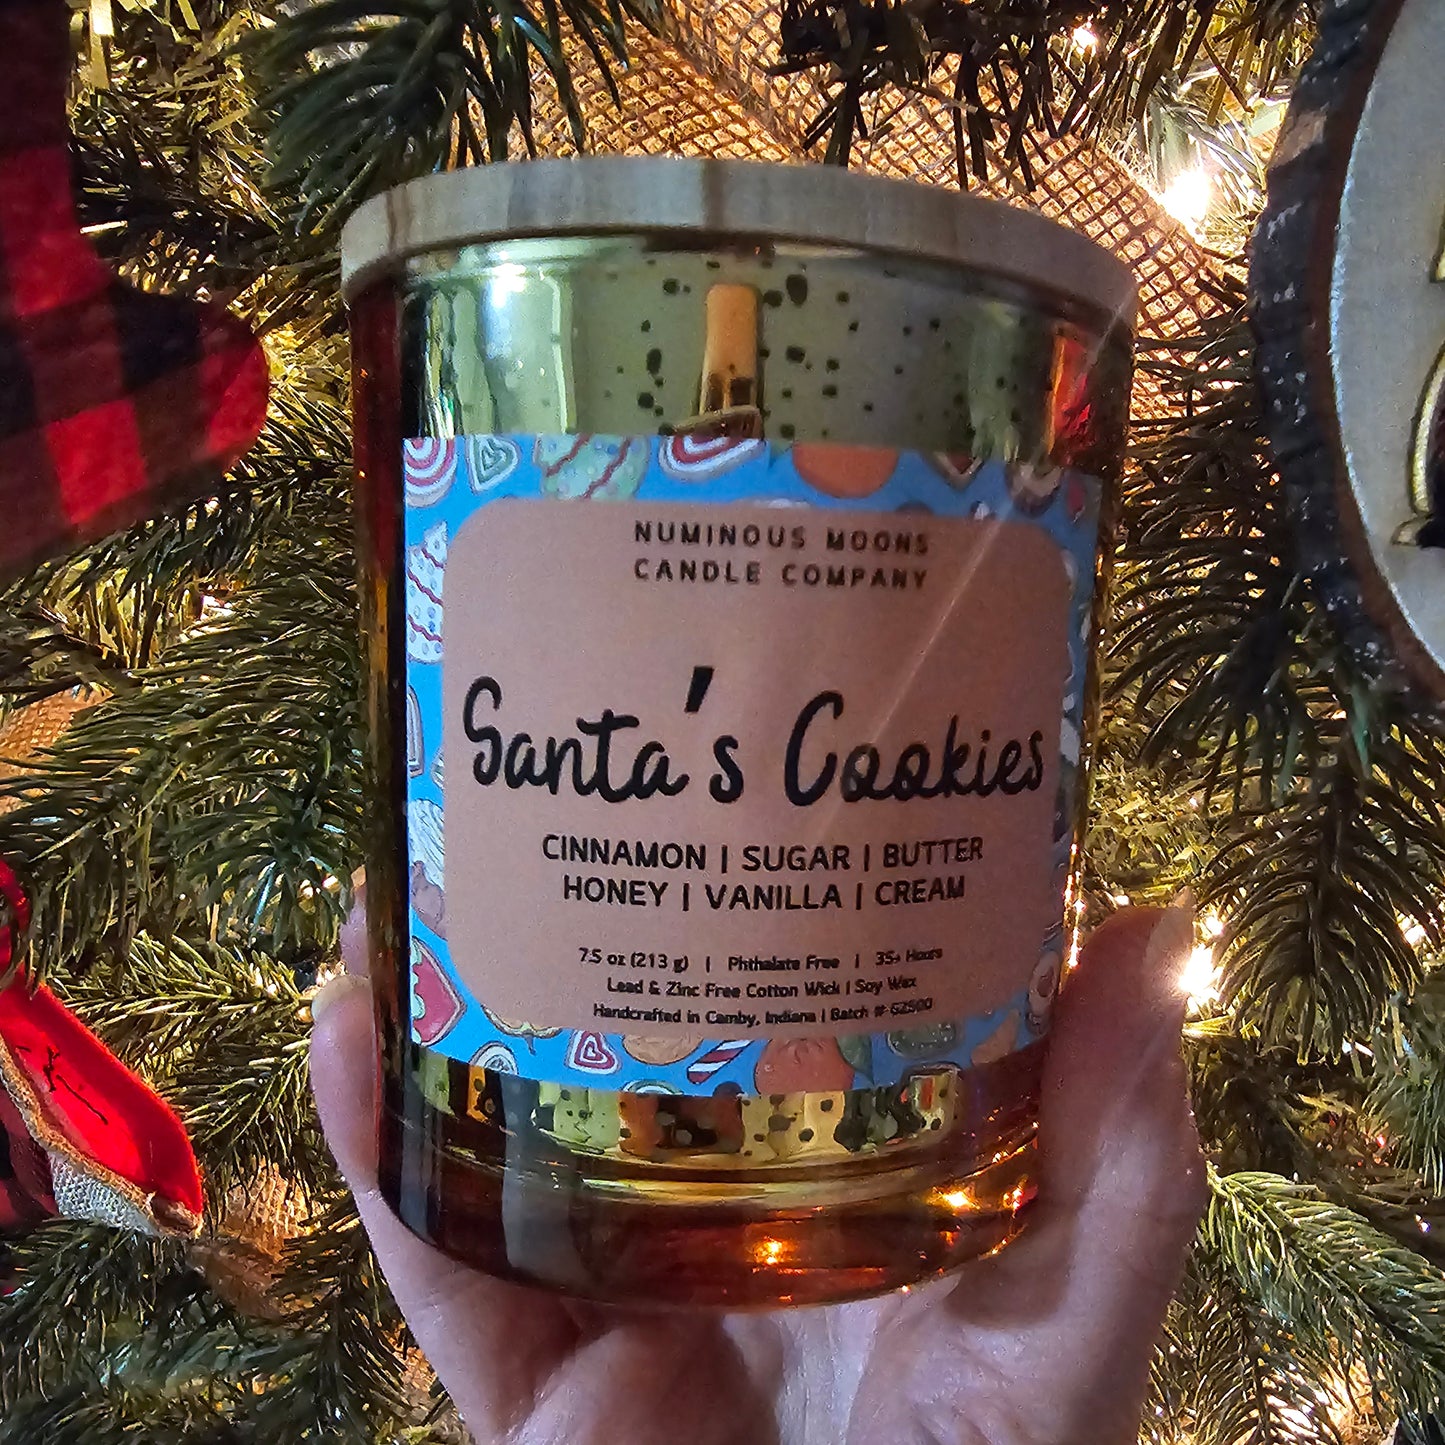 NUMINOUS MOONS
CANDLE COMPANY
Santa's Cookies
CINNAMON | SUGAR | BUTTER
HONEY | VANILLA | CREAM
7.5 oz (213 g) | Phthalate Free | 35+ Hours
Lead & Zinc Free Cotton Wick | Soy Wax
Handcrafted in Camby, Indiana | Batch #